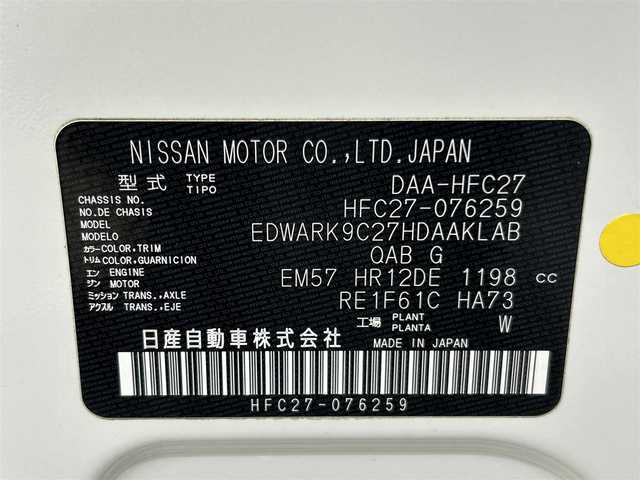 NISSAN MOTOR CO.,LTD.JAPAN
型式 TYPE TIPO DAA-HFC27
CHASSIS NO.
NO.DE CHASIS HFC27-076259
MODEL
MODELO EDWARK9C27HDAAKLAB
カラー COLOR,TRIM
トリム COLOR,GUARNICION QAB G
エン ENGINE
ジン MOTOR EM57 HR12DE 1198 cc
ミッション TRANS.,AXLE
アクスル TRANS.,EJE RE1F61C HA73
工場 PLANT PLANTA W
日産自動車株式会社 MADE IN JAPAN
HFC27-076259